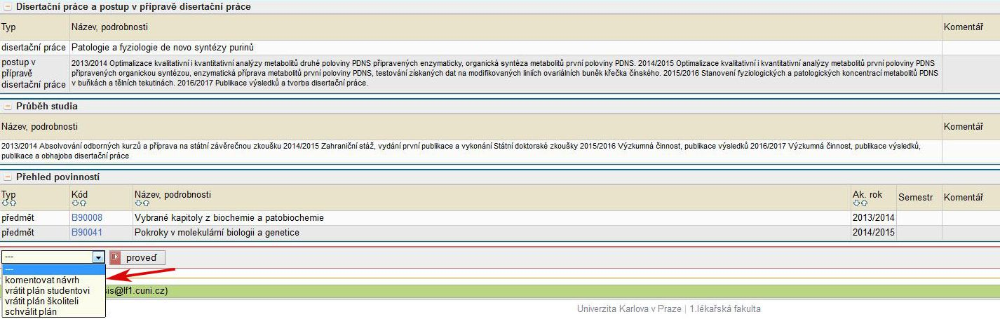 Disertační práce a postup v přípravě disertační práce
Typ Název, podrobnosti Komentář
disertační práce Patologie a fyziologie de novo syntézy purinů
postup v přípravě disertační práce
2013/2014 Optimalizace kvalitativní i kvantitativní analýzy metabolitů druhé poloviny PDNS připravených enzymaticky, organická syntéza metabolitů první poloviny PDNS. 2014/2015 Optimalizace kvalitativní i kvantitativní analýzy metabolitů první poloviny PDNS
připravených organickou syntézou, enzymatická příprava metabolitů první poloviny PDNS, testování získaných dat na modifikovaných liniích ovariálních buněk křečka čínského. 2015/2016 Stanovení fyziologických a patologických koncentrací metabolitů PDNS
v buňkách a tělních tekutinách. 2016/2017 Publikace výsledků a tvorba disertační práce.
Průběh studia
Název, podrobnosti Komentář
2013/2014 Absolvování odborných kurzů a příprava na státní závěrečnou zkoušku 2014/2015 Zahraniční stáž, vydání první publikace a vykonání Státní doktorské zkoušky 2015/2016 Výzkumná činnost, publikace výsledků 2016/2017 Výzkumná činnost, publikace výsledků,
publikace a obhajoba disertační práce
Přehled povinností
Typ Kód Název, podrobnosti Ak. rok Semestr Komentář
předmět B90008 Vybrané kapitoly z biochemie a patobiochemie 2013/2014
předmět B90041 Pokroky v molekulární biologii a genetice 2014/2015
--- proveď
---
komentovat návrh
vrátit plán studentovi sis@lf1.cuni.cz)
vrátit plán školiteli
schválit plán
Univerzita Karlova v Praze | 1.lékařská fakulta